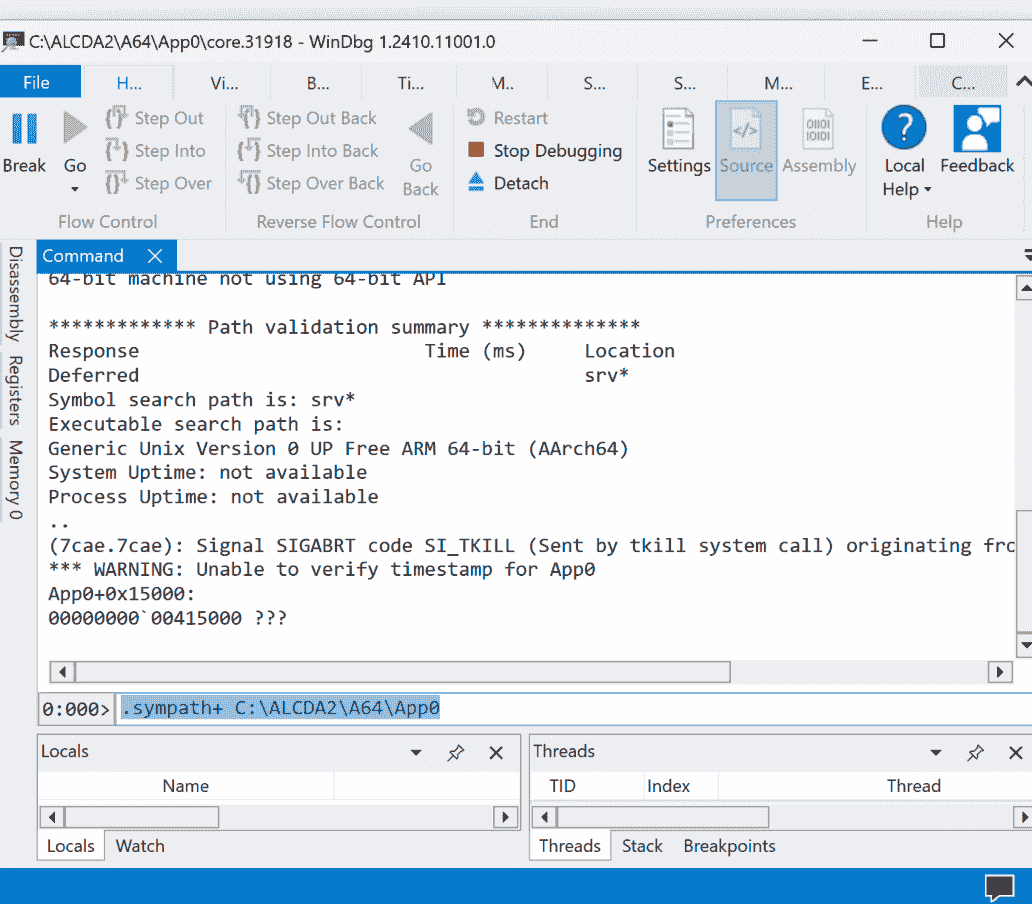 C:\ALCDA2\A64\App0\core.31918 - WinDbg 1.2410.11001.0
File H... Vi... B... Ti... M.. S... S... M... E... C...
Break
Go
Step Out
Step Into
Step Over
Flow Control
Step Out Back
Step Into Back
Step Over Back
Go
Back
Reverse Flow Control
Restart
Stop Debugging
Detach
End
Settings Source Assembly
Preferences
Local
Help
Feedback
Help
Disassembly
Registers
Memory 0
Command
64-bit machine not using 64-bit API
************* Path validation summary **************
Response Time (ms) Location
Deferred srv*
Symbol search path is: srv*
Executable search path is:
Generic Unix Version 0 UP Free ARM 64-bit (AArch64)
System Uptime: not available
Process Uptime: not available
..
(7cae.7cae): Signal SIGABRT code SI_TKILL (Sent by tkill system call) originating fro
*** WARNING: Unable to verify timestamp for App0
App0+0x15000:
00000000`00415000 ???
0:000> .sympath+ C:\ALCDA2\A64\App0
Locals
Name
Locals Watch
Threads
TID Index Thread
Threads Stack Breakpoints